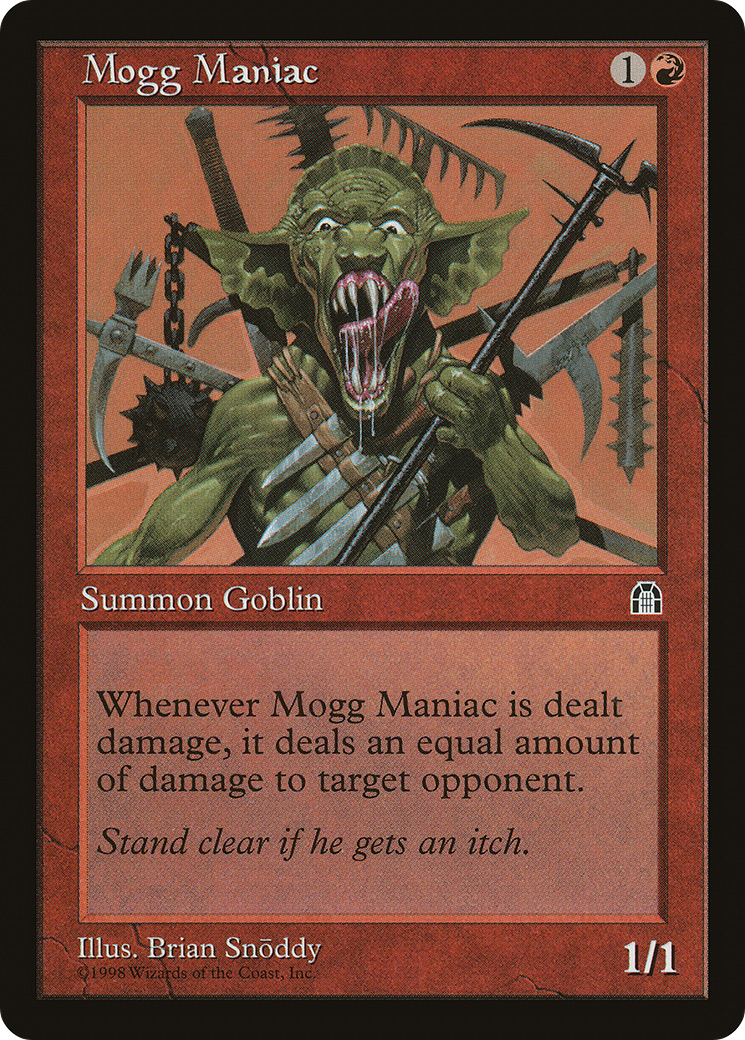 Mogg Maniac 1
Summon Goblin
Whenever Mogg Maniac is dealt
damage, it deals an equal amount
of damage to target opponent.
Stand clear if he gets an itch.
Illus. Brian Snōddy
©1998 Wizards of the Coast, Inc.
1/1